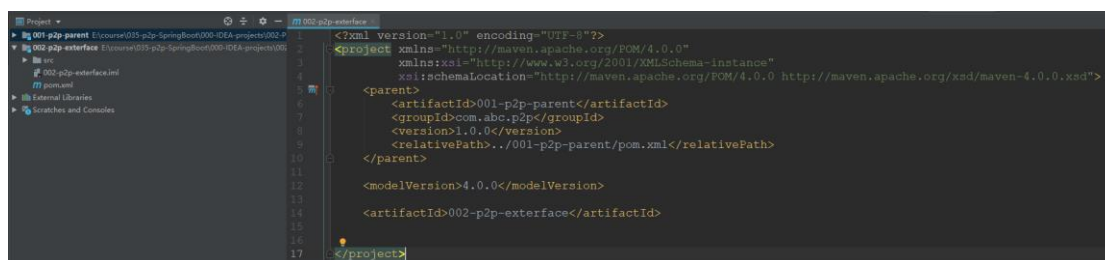 Project
002-p2p-exterface
001-p2p-parent E:\course\035-p2p-SpringBoot\000-IDEA-projects\002-P
002-p2p-exterface E:\course\035-p2p-SpringBoot\000-IDEA-projects\002
src
002-p2p-exterface.iml
pom.xml
External Libraries
Scratches and Consoles
1 <?xml version="1.0" encoding="UTF-8"?>
2 <project xmlns="http://maven.apache.org/POM/4.0.0"
3 xmlns:xsi="http://www.w3.org/2001/XMLSchema-instance"
4 xsi:schemaLocation="http://maven.apache.org/POM/4.0.0 http://maven.apache.org/xsd/maven-4.0.0.xsd">
5 <parent>
6 <artifactId>001-p2p-parent</artifactId>
7 <groupId>com.abc.p2p</groupId>
8 <version>1.0.0</version>
9 <relativePath>../001-p2p-parent/pom.xml</relativePath>
10 </parent>
11
12 <modelVersion>4.0.0</modelVersion>
13
14 <artifactId>002-p2p-exterface</artifactId>
15
16
17 </project>